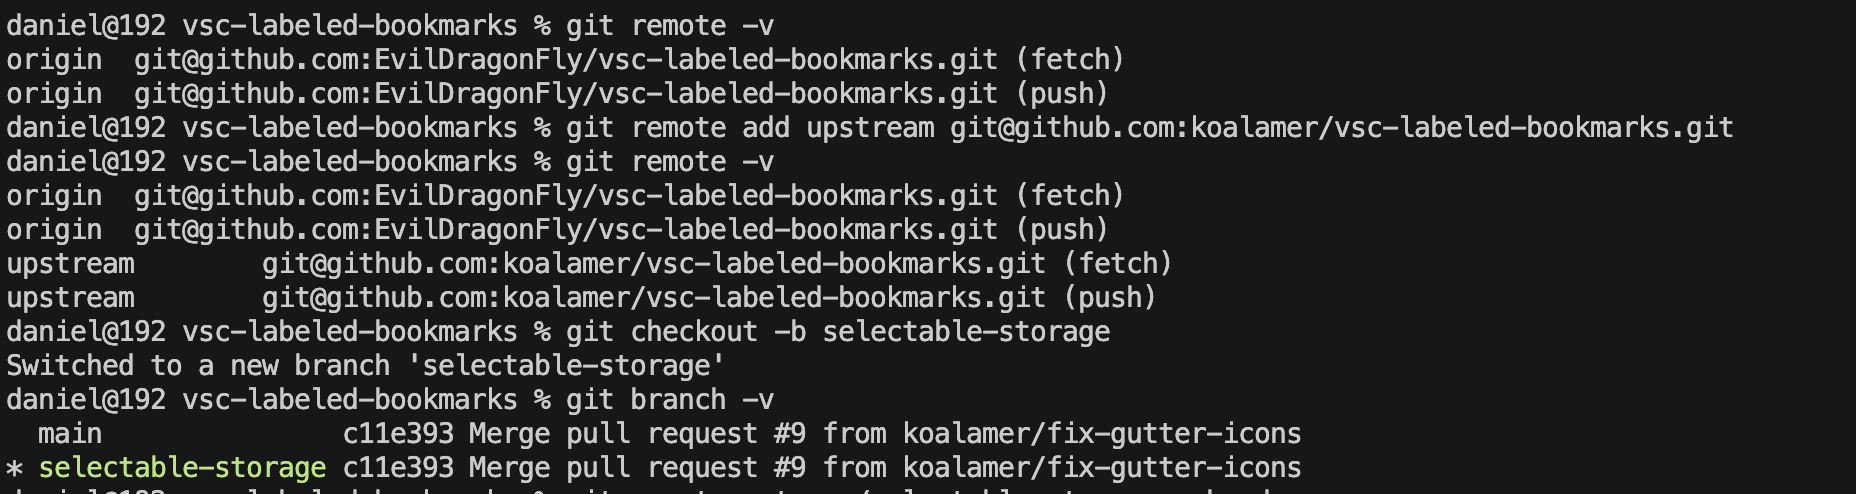 daniel@192 vsc-labeled-bookmarks % git remote -v
origin  git@github.com:EvilDragonFly/vsc-labeled-bookmarks.git (fetch)
origin  git@github.com:EvilDragonFly/vsc-labeled-bookmarks.git (push)
daniel@192 vsc-labeled-bookmarks % git remote add upstream git@github.com:koalamer/vsc-labeled-bookmarks.git
daniel@192 vsc-labeled-bookmarks % git remote -v
origin  git@github.com:EvilDragonFly/vsc-labeled-bookmarks.git (fetch)
origin  git@github.com:EvilDragonFly/vsc-labeled-bookmarks.git (push)
upstream        git@github.com:koalamer/vsc-labeled-bookmarks.git (fetch)
upstream        git@github.com:koalamer/vsc-labeled-bookmarks.git (push)
daniel@192 vsc-labeled-bookmarks % git checkout -b selectable-storage
Switched to a new branch 'selectable-storage'
daniel@192 vsc-labeled-bookmarks % git branch -v
  main               c11e393 Merge pull request #9 from koalamer/fix-gutter-icons
* selectable-storage c11e393 Merge pull request #9 from koalamer/fix-gutter-icons